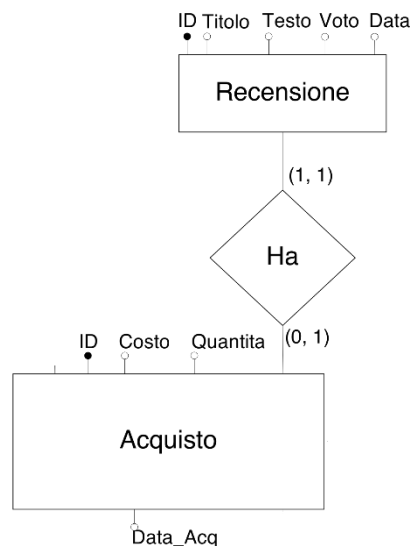 ID Titolo Testo Voto Data
Recensione
(1, 1)
Ha
(0, 1)
ID Costo Quantita
Acquisto
Data_Acq